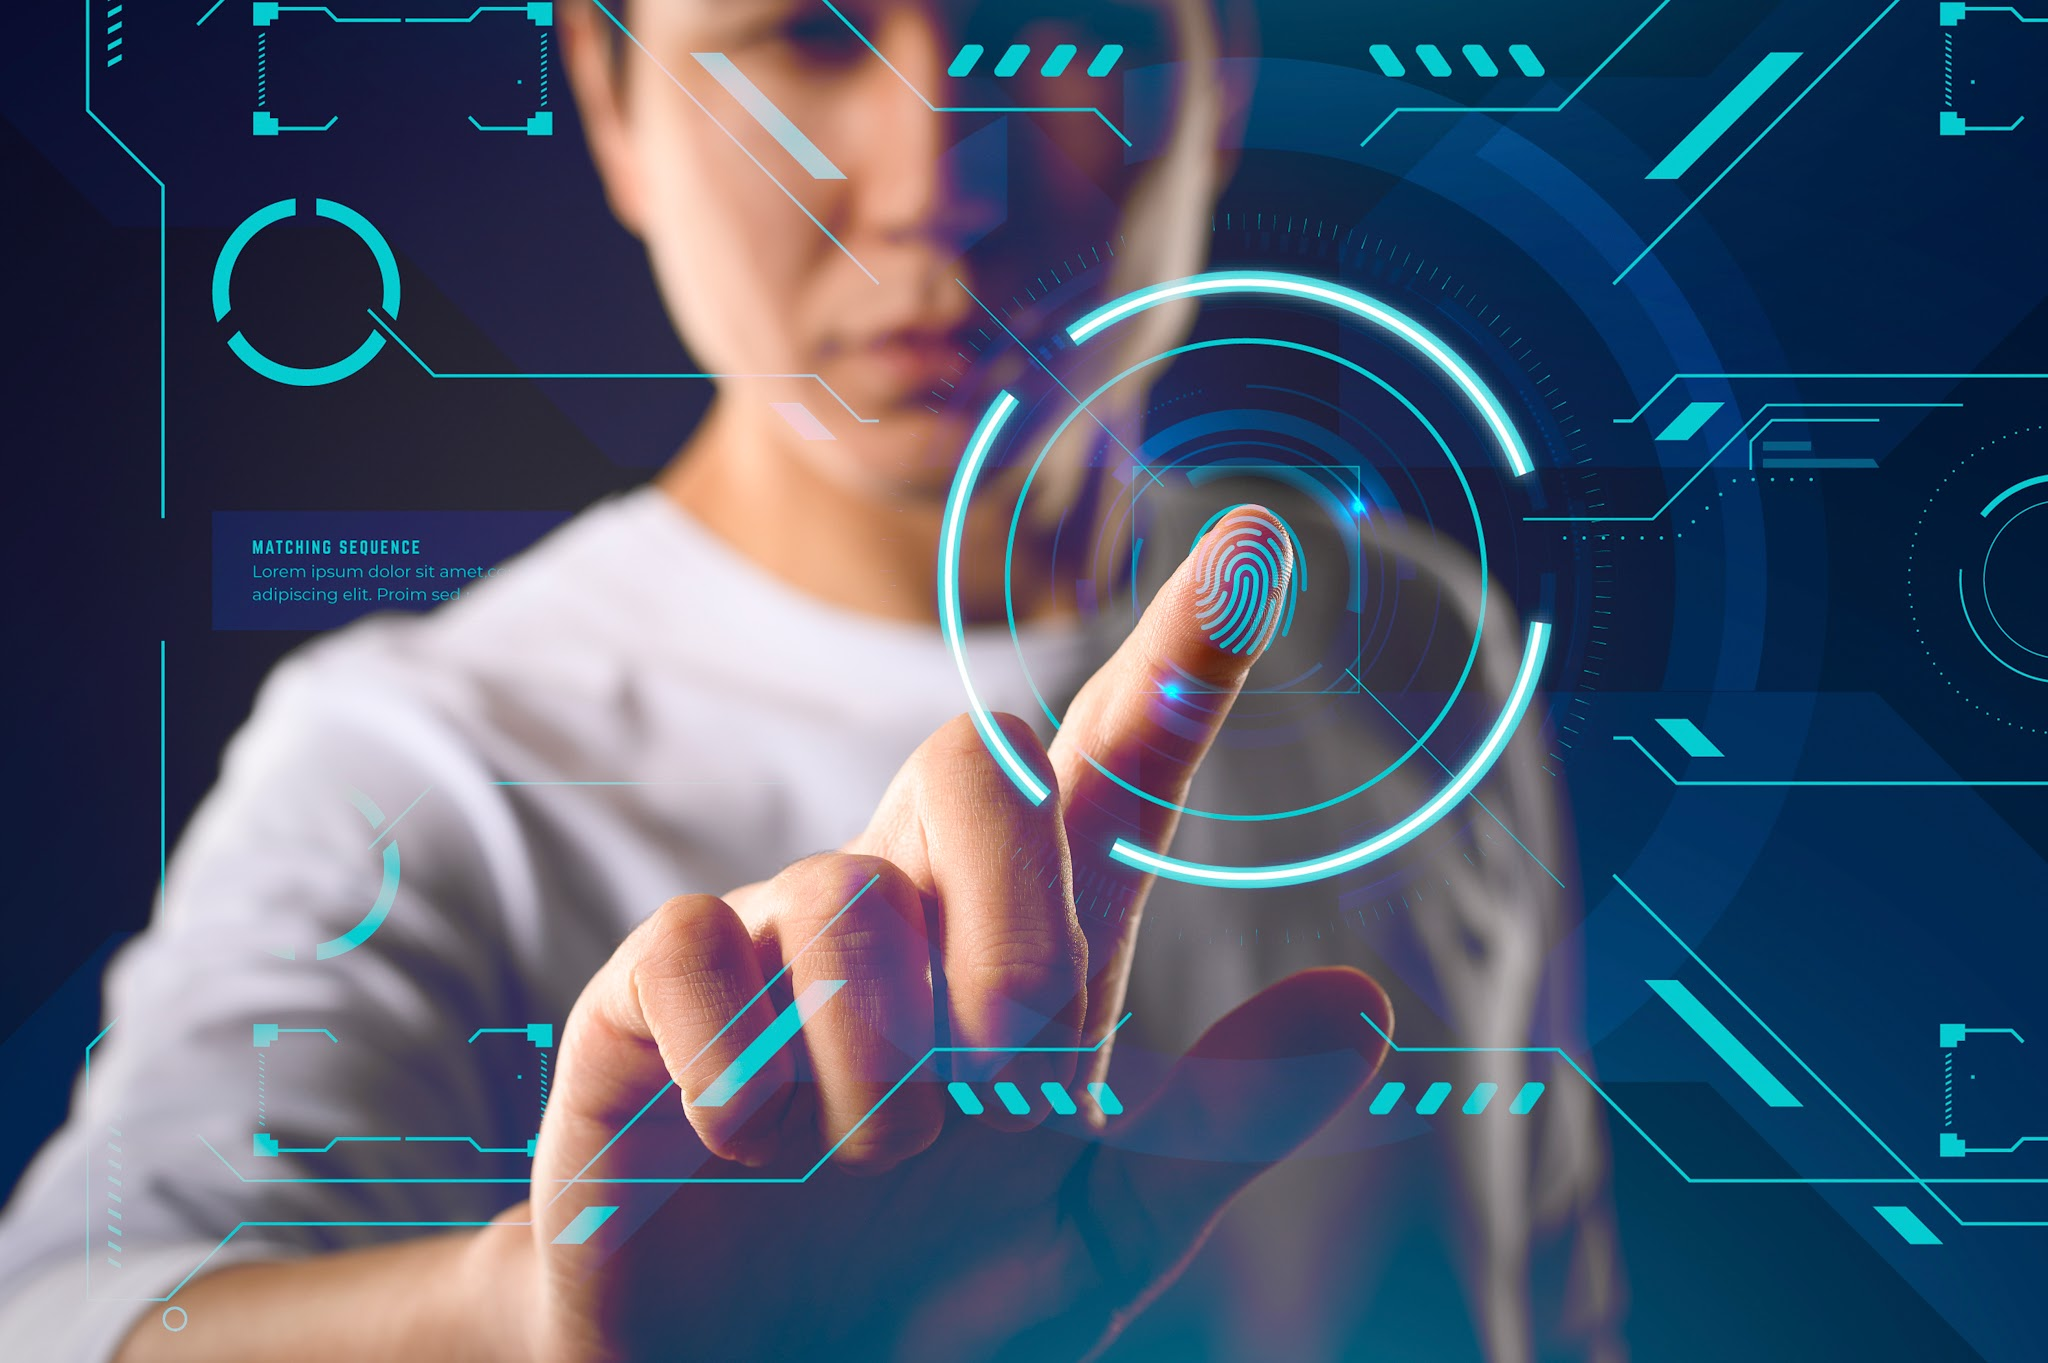 MATCHING SEQUENCE
Lorem ipsum dolor sit amet,
adipiscing elit. Proim sed